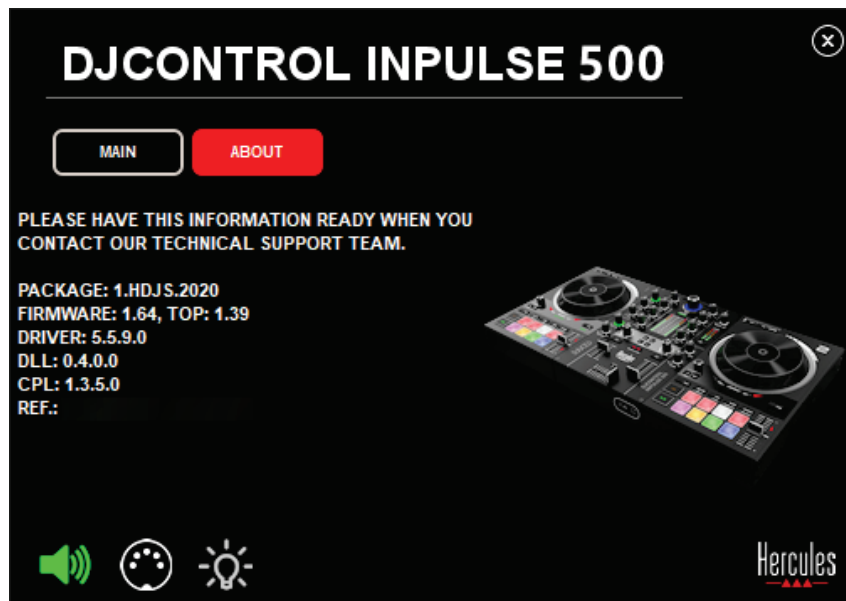 DJCONTROL INPULSE 500
MAIN
ABOUT
PLEASE HAVE THIS INFORMATION READY WHEN YOU
CONTACT OUR TECHNICAL SUPPORT TEAM.
PACKAGE: 1.HDJS.2020
FIRMWARE: 1.64, TOP: 1.39
DRIVER: 5.5.9.0
DLL: 0.4.0.0
CPL: 1.3.5.0
REF.:
Hercules